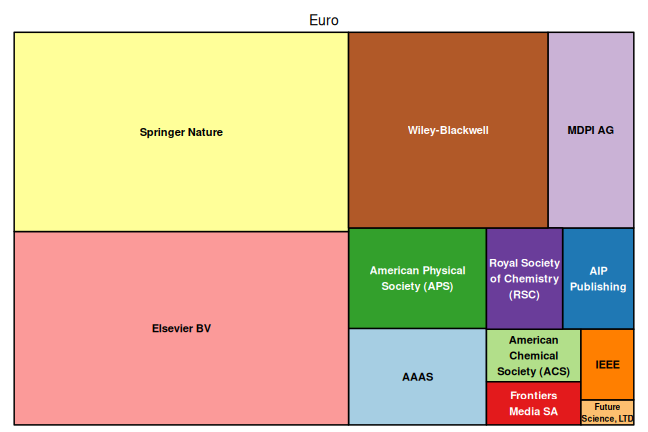 Euro
Springer Nature
Wiley-Blackwell
MDPI AG
Elsevier BV
American Physical
Society (APS)
Royal Society
of Chemistry
(RSC)
AIP
Publishing
AAAS
American
Chemical
Society (ACS)
IEEE
Frontiers
Media SA
Future
Science, LTD